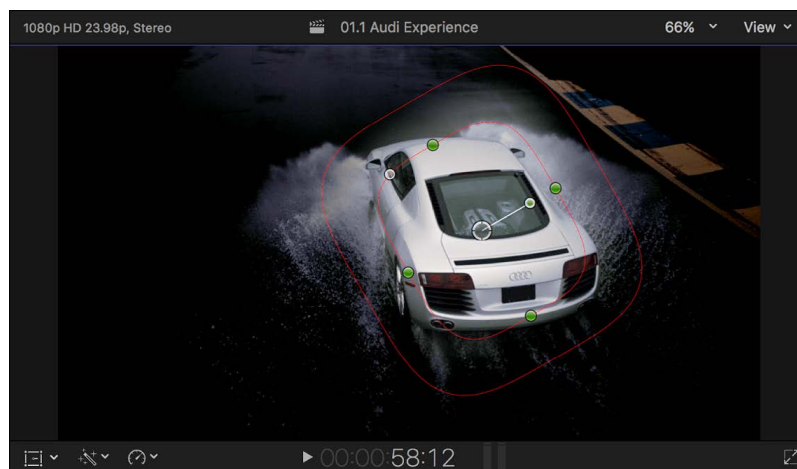 1080p HD 23.98p, Stereo
01.1 Audi Experience
66%
View
00:00:58:12